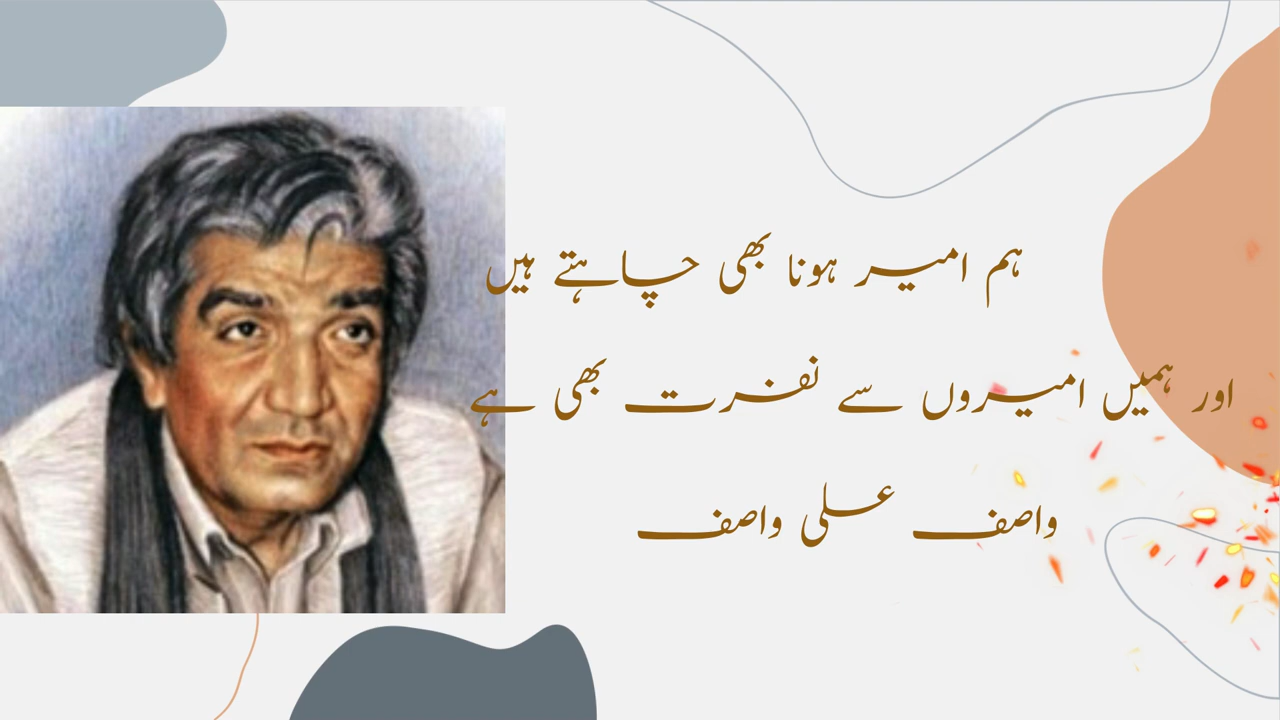 ہم امیر ہونا بھی چاہتے ہیں
اور ہمیں امیروں سے نفرت بھی ہے
واصف علی واصف